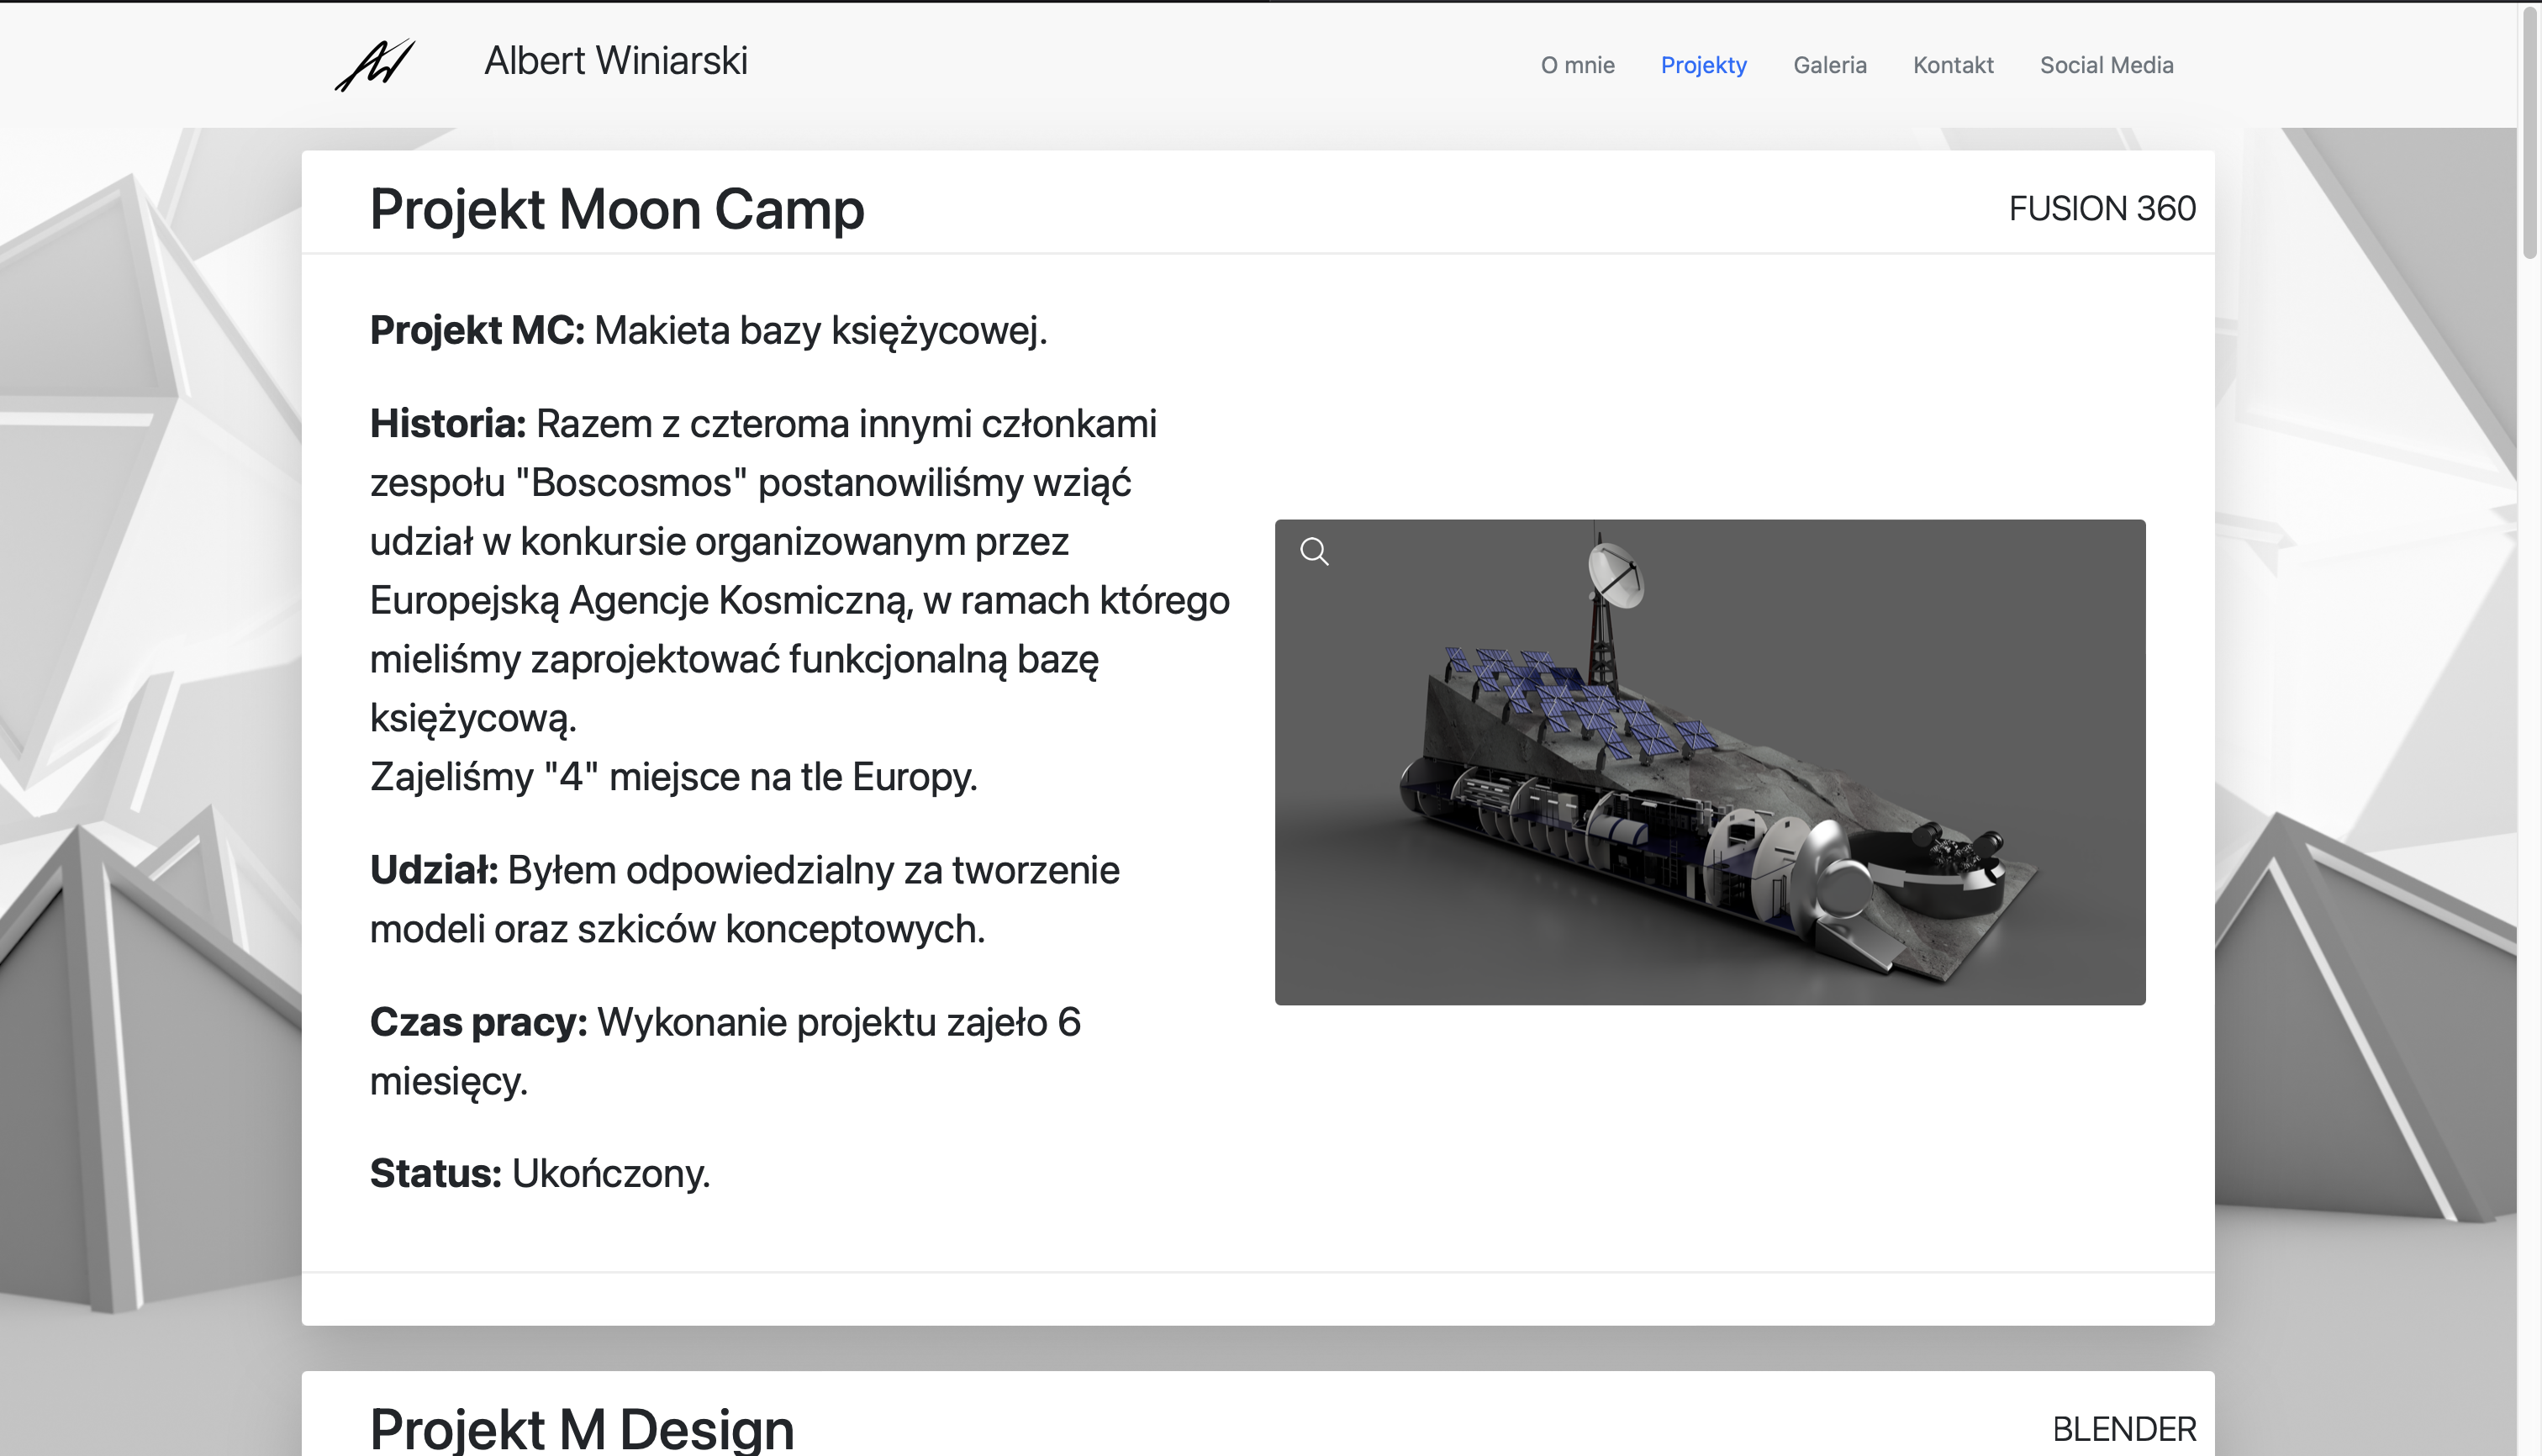 Albert Winiarski
O mnie Projekty Galeria Kontakt Social Media
Projekt Moon Camp
FUSION 360
Projekt MC: Makieta bazy księżycowej.
Historia: Razem z czteroma innymi członkami
zespołu "Boscosmos" postanowiliśmy wziąć
udział w konkursie organizowanym przez
Europejską Agencje Kosmiczną, w ramach którego
mieliśmy zaprojektować funkcjonalną bazę
księżycową.
Zajeliśmy "4" miejsce na tle Europy.
Udział: Byłem odpowiedzialny za tworzenie
modeli oraz szkiców konceptowych.
Czas pracy: Wykonanie projektu zajeło 6
miesięcy.
Status: Ukończony.
Projekt M Design
BLENDER